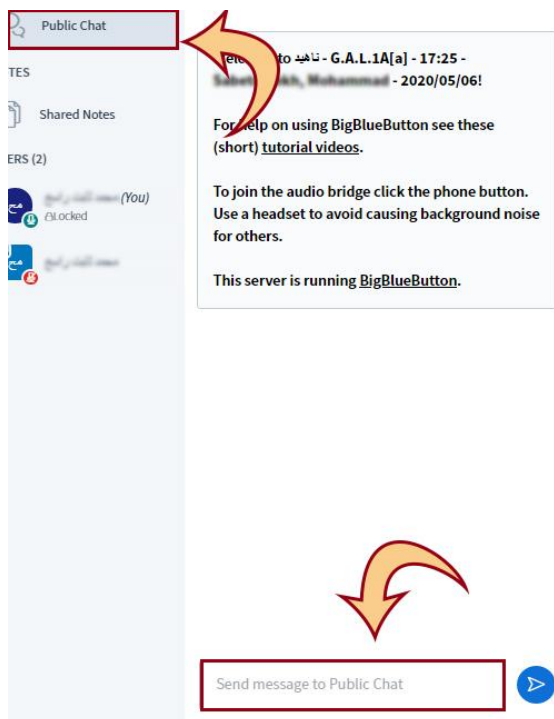 Public Chat
TES
Shared Notes
ERS (2)
(You)
Locked
مح
to ناهید - G.A.L.1A[a] - 17:25 -
Mohammad - 2020/05/06!
For help on using BigBlueButton see these
(short) tutorial videos.
To join the audio bridge click the phone button.
Use a headset to avoid causing background noise
for others.
This server is running BigBlueButton.
Send message to Public Chat